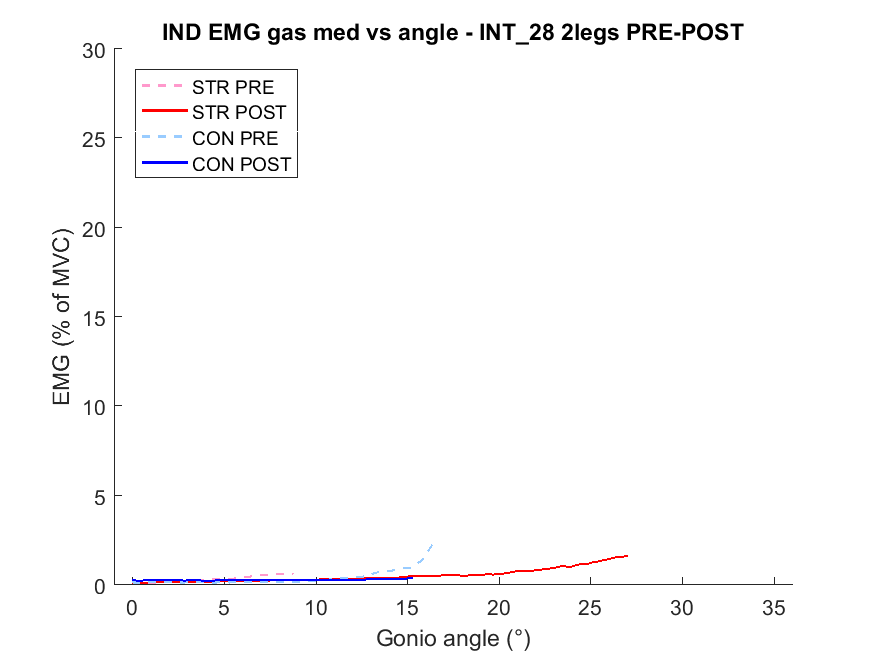 IND EMG gas med vs angle - INT_28 2legs PRE-POST
30
25
20
15
10
5
0
EMG (% of MVC)
STR PRE
STR POST
CON PRE
CON POST
0 5 10 15 20 25 30 35
Gonio angle (°)